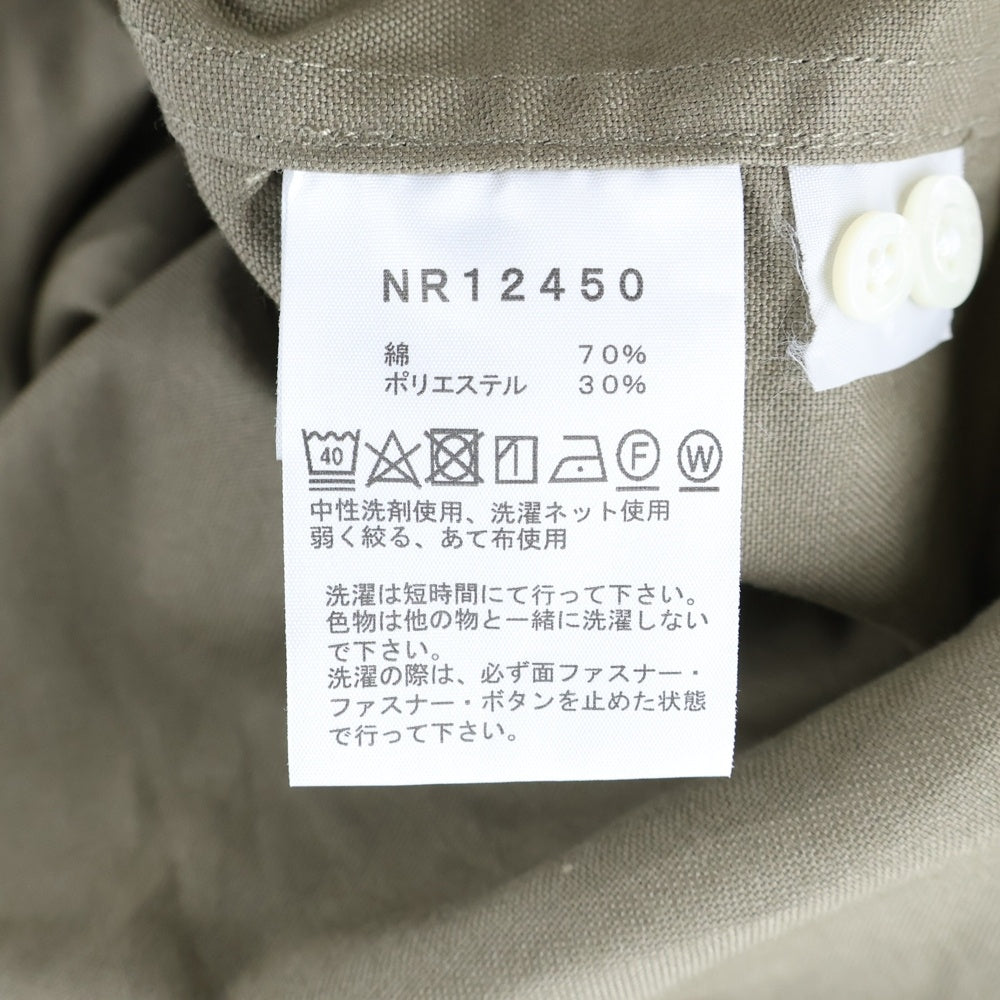 NR12450
綿 70%
ポリエステル 30%
40 F W
中性洗剤使用、洗濯ネット使用
弱く絞る、あて布使用
洗濯は短時間にて行って下さい。
色物は他の物と一緒に洗濯しない
で下さい。
洗濯の際は、必ず面ファスナー・
ファスナー・ボタンを止めた状態
で行って下さい。